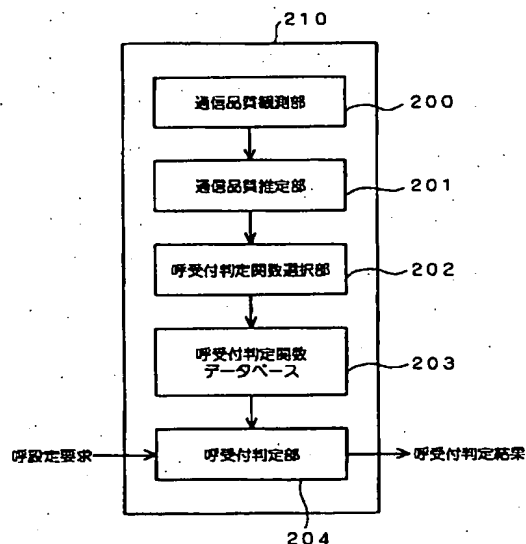 210
通信品質観測部
200
通信品質推定部
201
呼受付判定関数選択部
202
呼受付判定関数
データベース
203
呼設定要求
呼受付判定部
呼受付判定結果
204